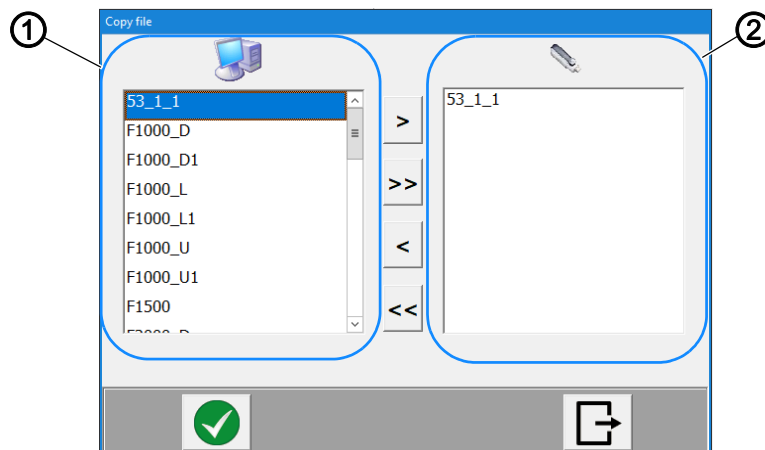 1
2
Copy file
53_1_1
F1000_D
F1000_D1
F1000_L
F1000_L1
F1000_U
F1000_U1
F1500
>
>>
<
<<
53_1_1